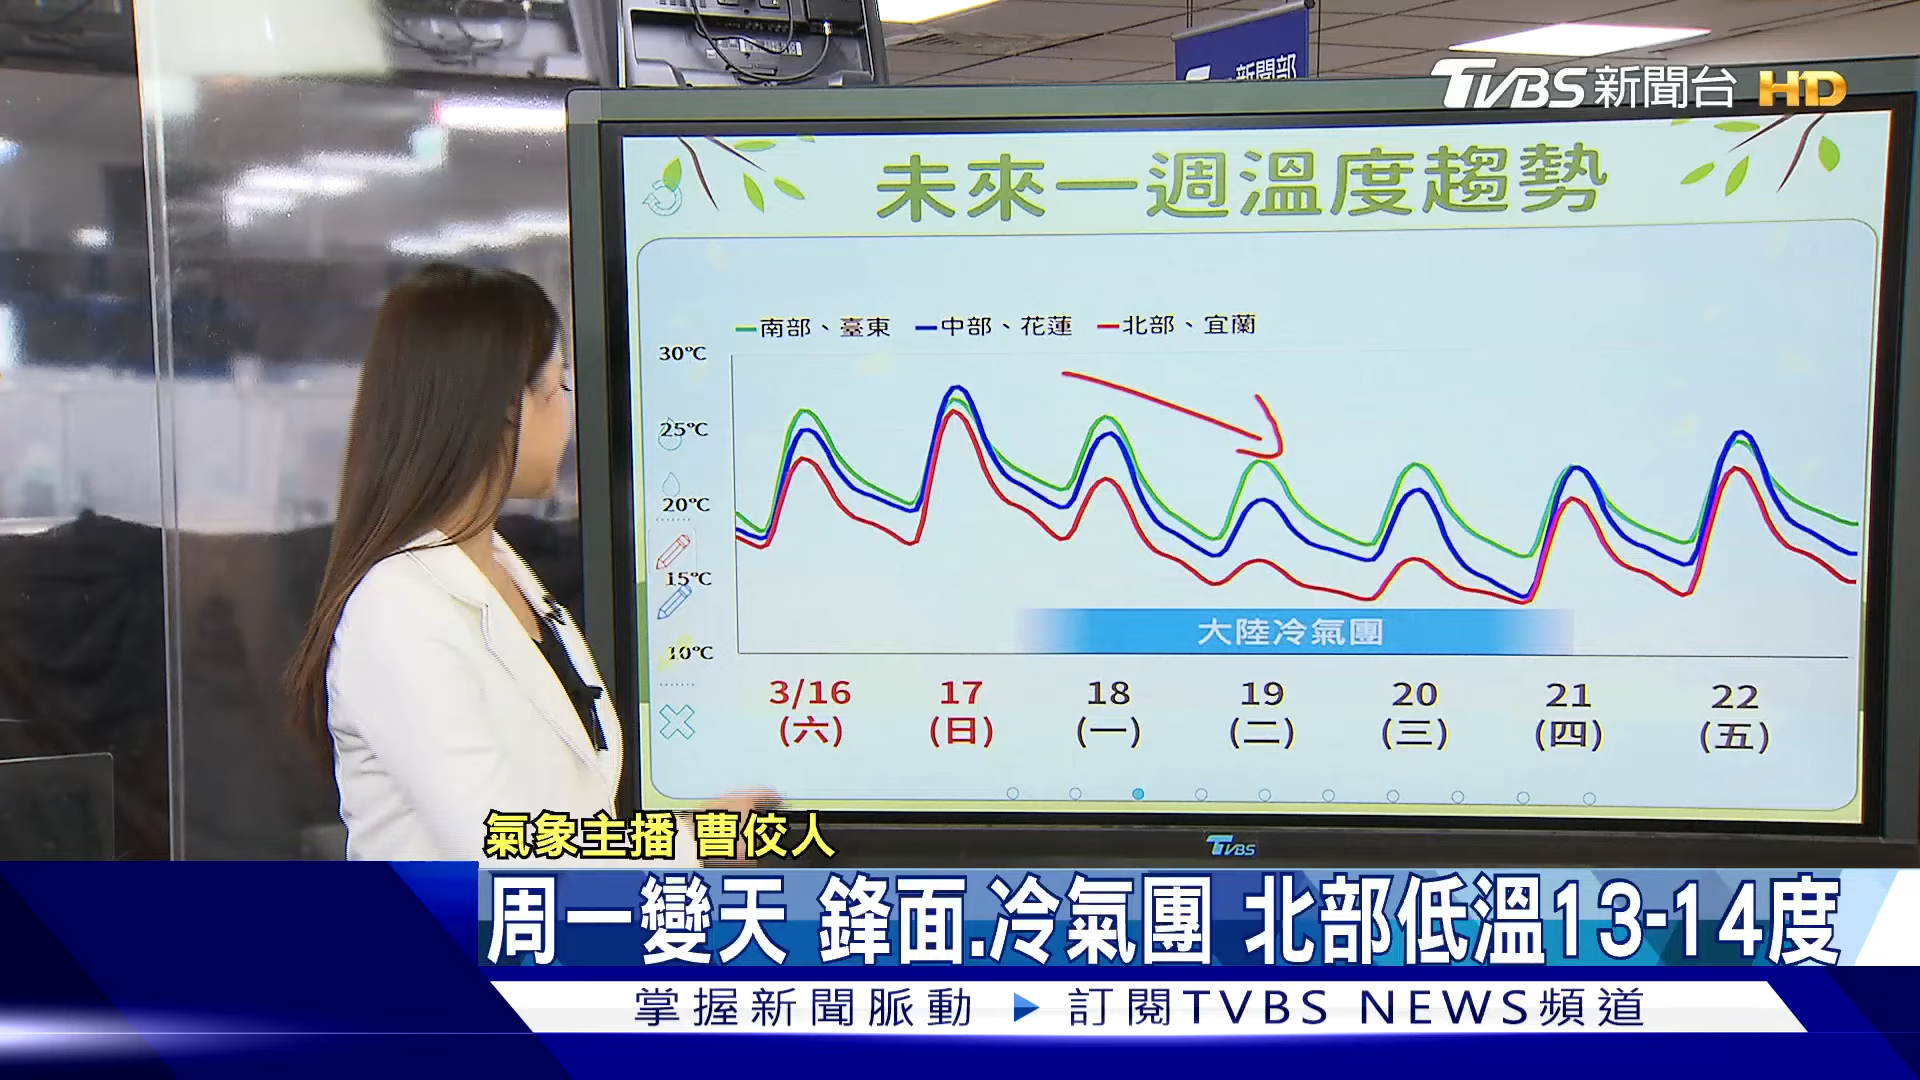 新聞部
TVBS新聞台 HD
未來一週溫度趨勢
南部、臺東 中部、花蓮 北部、宜蘭
30℃
25℃
20℃
15℃
10℃
大陸冷氣團
3/16 17 18 19 20 21 22
(六) (日) (一) (二) (三) (四) (五)
TVBS
氣象主播 曹佼人
周一變天 鋒面.冷氣團 北部低溫13-14度
掌握新聞脈動 ▶ 訂閱TVBS NEWS頻道